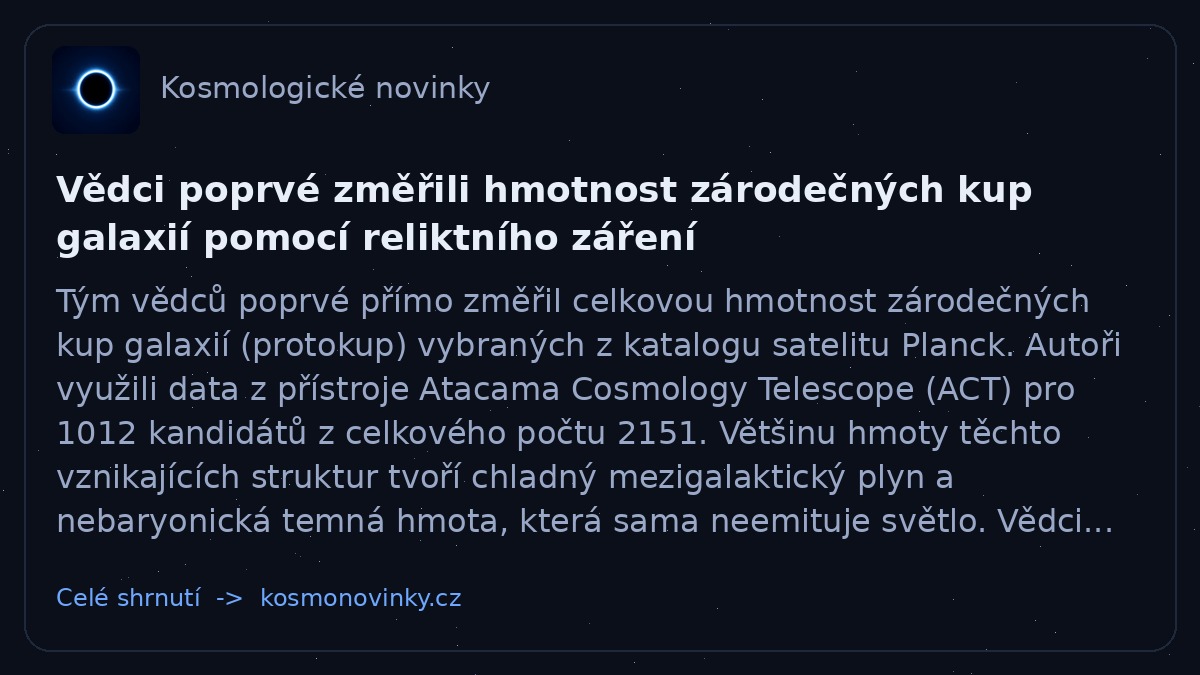 Kosmologické novinky
Vědci poprvé změřili hmotnost zárodečných kup
galaxií pomocí reliktního záření
Tým vědců poprvé přímo změřil celkovou hmotnost zárodečných
kup galaxií (protokup) vybraných z katalogu satelitu Planck. Autoři
využili data z přístroje Atacama Cosmology Telescope (ACT) pro
1012 kandidátů z celkového počtu 2151. Většinu hmoty těchto
vznikajících struktur tvoří chladný mezigalaktický plyn a
nebaryonická temná hmota, která sama neemituje světlo. Vědci...
Celé shrnutí -> kosmonovinky.cz